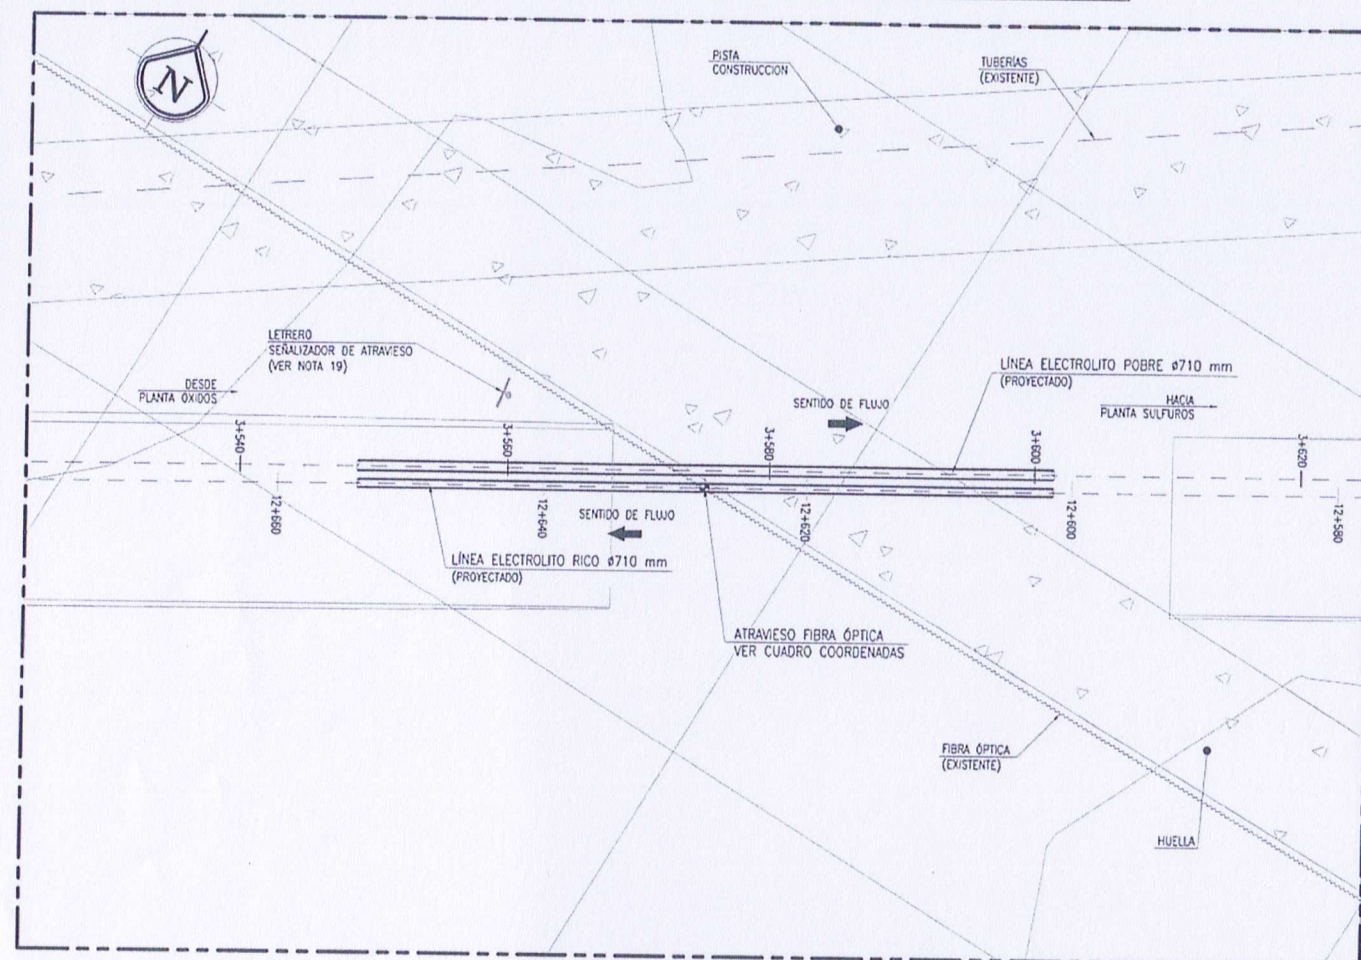 N
PISTA
CONSTRUCCION
TUBERÍAS
(EXISTENTE)
LETRERO
SEÑALIZADOR DE ATRAVIESO
(VER NOTA 19)
DESDE
PLANTA ÓXIDOS
LÍNEA ELECTROLITO POBRE ø710 mm
(PROYECTADO)
SENTIDO DE FLUJO
HACIA
PLANTA SULFUROS
3+540
3+560
3+580
3+600
3+620
12+660
12+640
12+620
12+600
12+580
SENTIDO DE FLUJO
LÍNEA ELECTROLITO RICO ø710 mm
(PROYECTADO)
ATRAVIESO FIBRA ÓPTICA
VER CUADRO COORDENADAS
FIBRA ÓPTICA
(EXISTENTE)
HUELLA